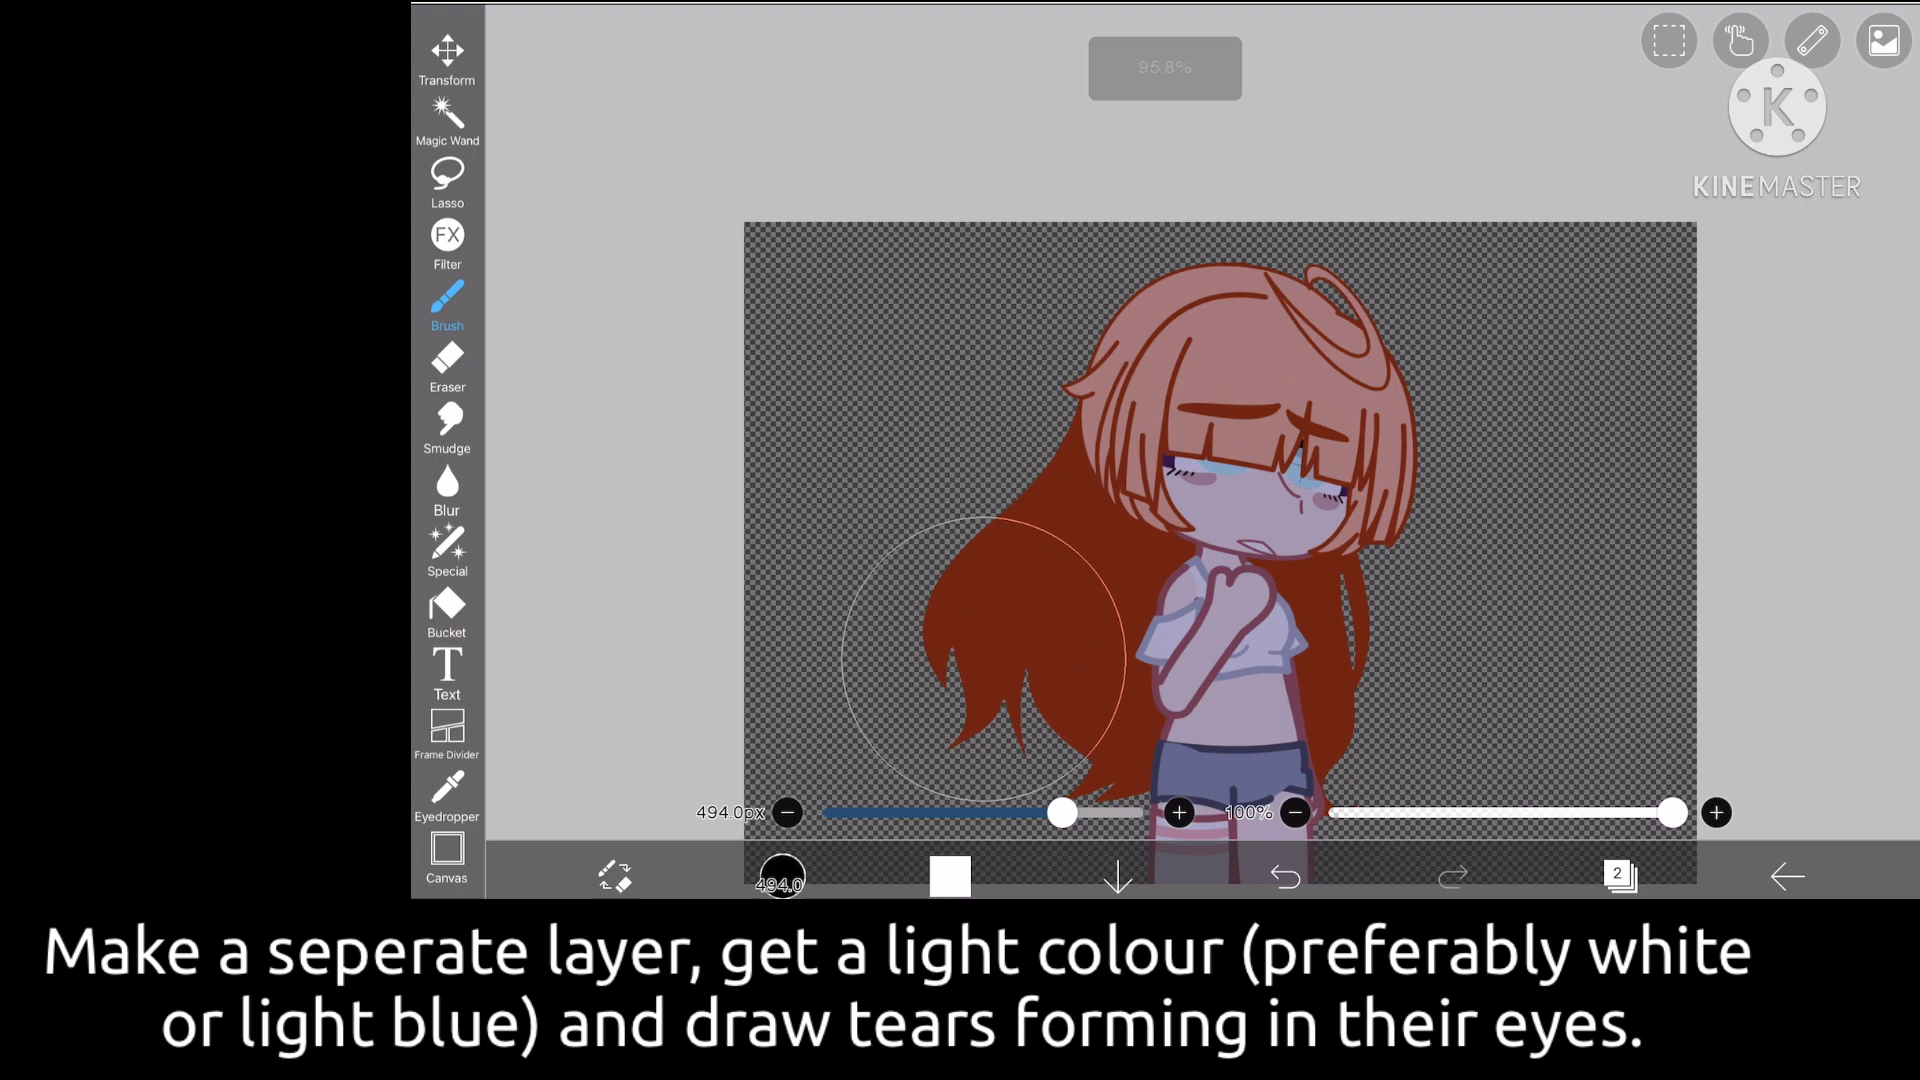 Transform
95.8%
Magic Wand
K
KINEMASTER
Lasso
FX
Filter
Brush
Eraser
Smudge
Blur
Special
Bucket
T
Text
Frame Divider
Eyedropper
494.0px
100%
Canvas
494.0
2
Make a seperate layer, get a light colour (preferably white
or light blue) and draw tears forming in their eyes.